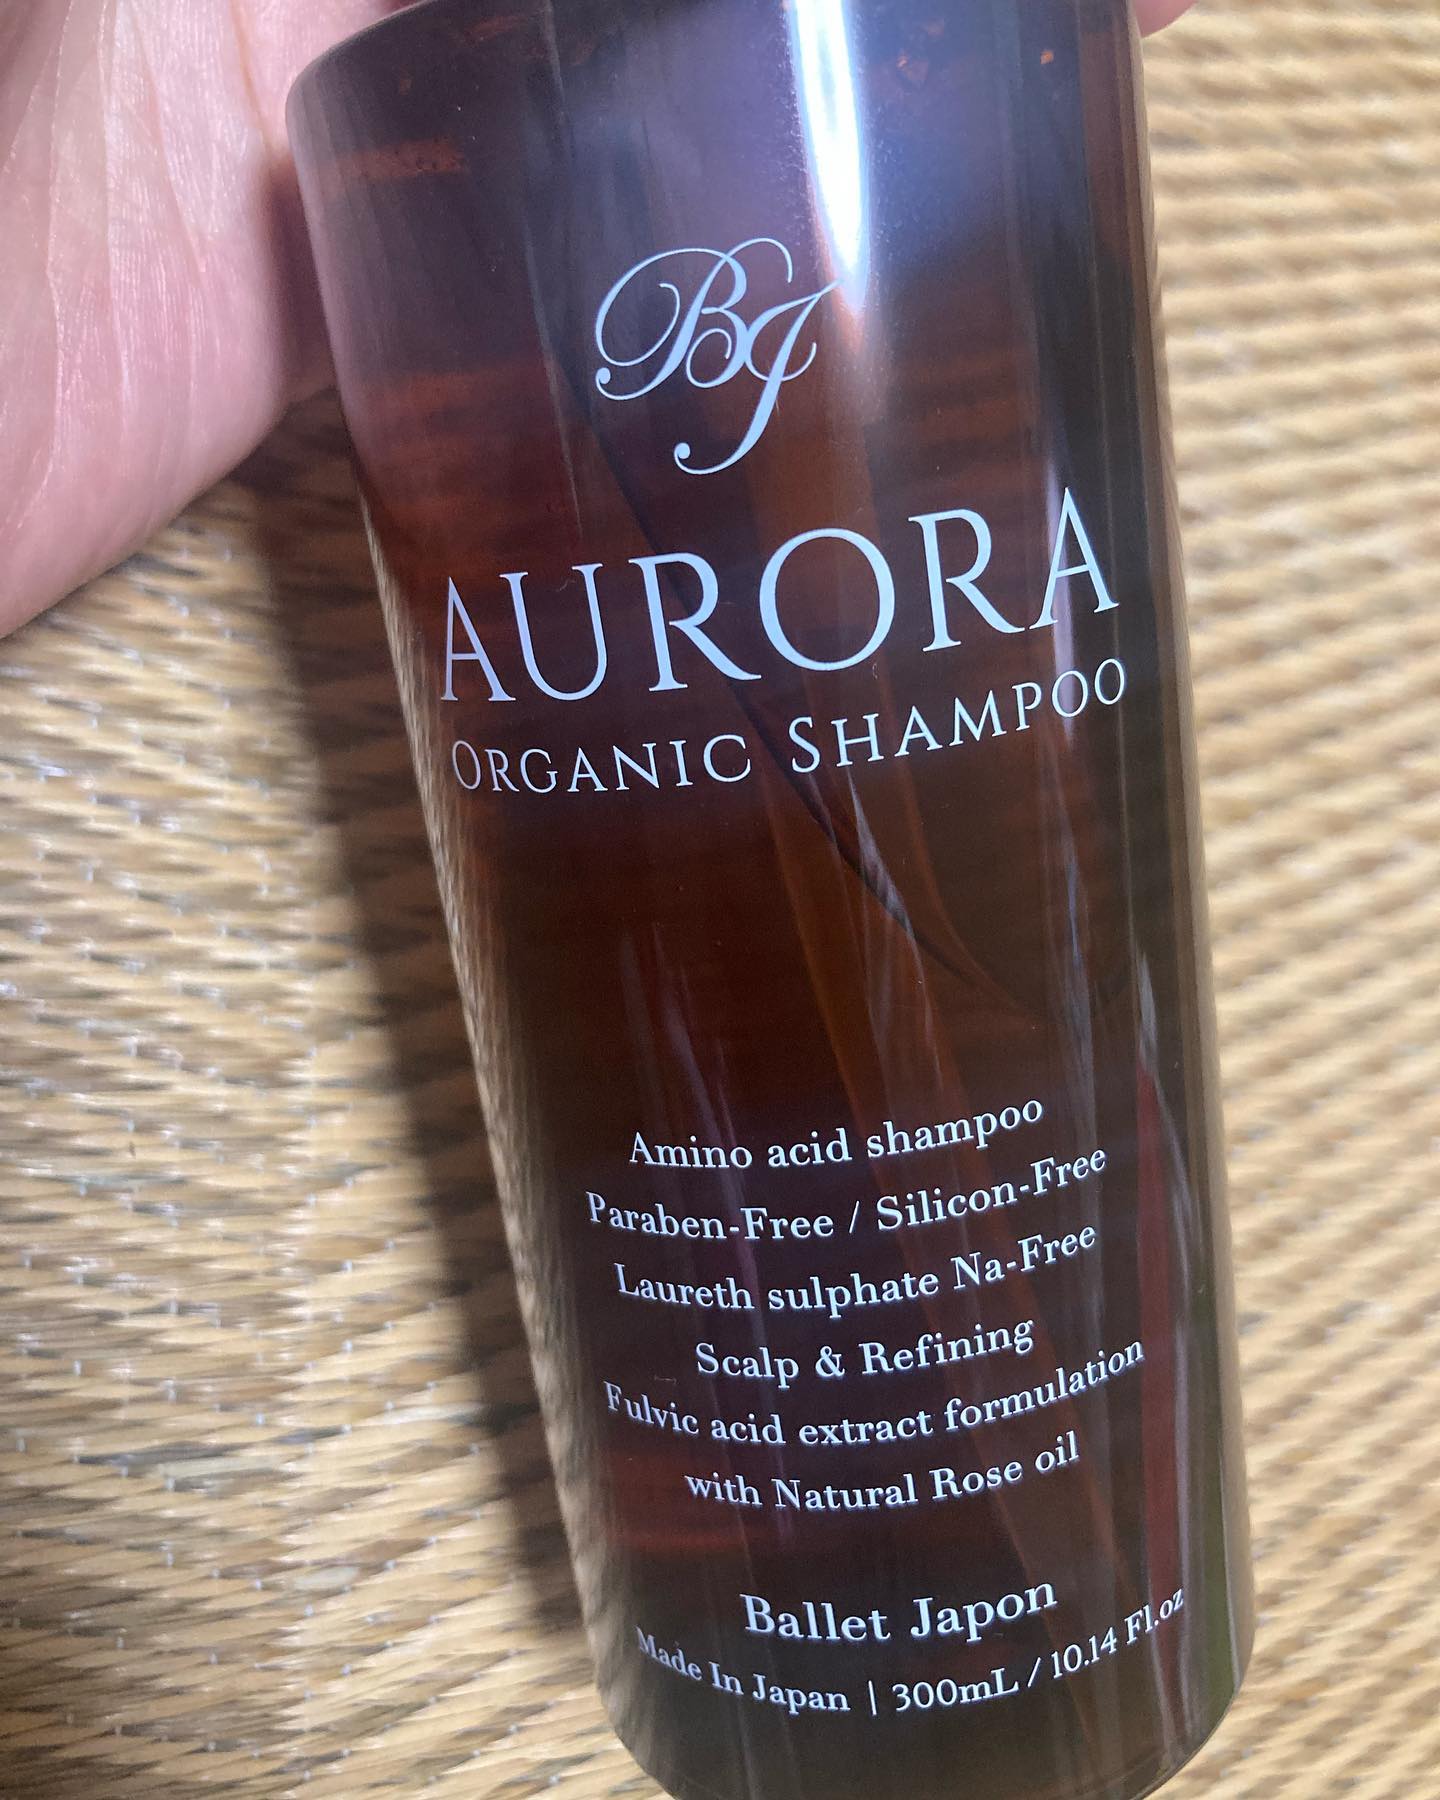 BJ
AURORA
ORGANIC SHAMPOO
Amino acid shampoo
Paraben-Free / Silicon-Free
Laureth sulphate Na-Free
Scalp & Refining
Fulvic acid extract formulation
with Natural Rose oil
Ballet Japon
Made In Japan | 300mL / 10.14 Fl.oz